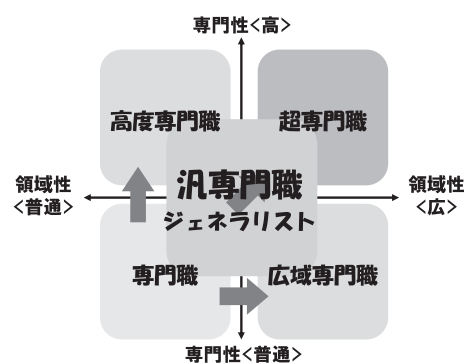 専門性<高>
高度専門職
超専門職
領域性
<普通>
汎専門職
ジェネラリスト
領域性
<広>
専門職
広域専門職
専門性<普通>